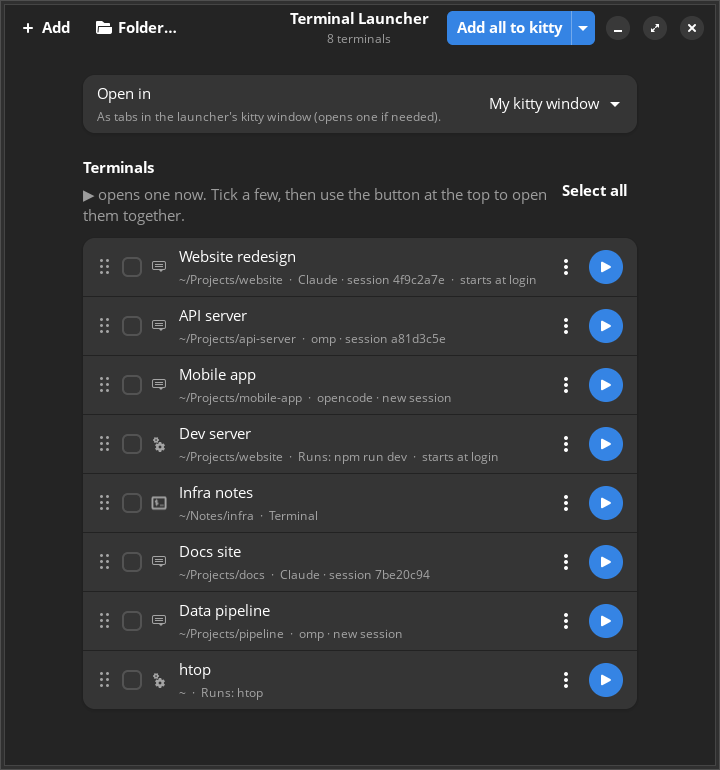 Add
Folder...
Terminal Launcher
8 terminals
Add all to kitty
Open in
As tabs in the launcher's kitty window (opens one if needed).
My kitty window
Terminals
▶ opens one now. Tick a few, then use the button at the top to open
them together.
Select all
Website redesign
~/Projects/website · Claude · session 4f9c2a7e · starts at login
API server
~/Projects/api-server · omp · session a81d3c5e
Mobile app
~/Projects/mobile-app · opencode · new session
Dev server
~/Projects/website · Runs: npm run dev · starts at login
Infra notes
~/Notes/infra · Terminal
Docs site
~/Projects/docs · Claude · session 7be20c94
Data pipeline
~/Projects/pipeline · omp · new session
htop
~ · Runs: htop